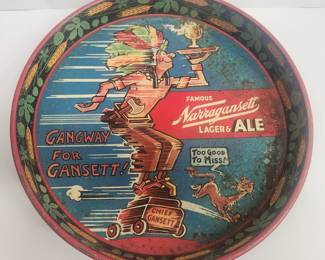 FAMOUS
Narragansett
LAGER & ALE
GANGWAY
FOR
GANSETT!
TOO GOOD
TO MISS!
CHIEF
GANSETT